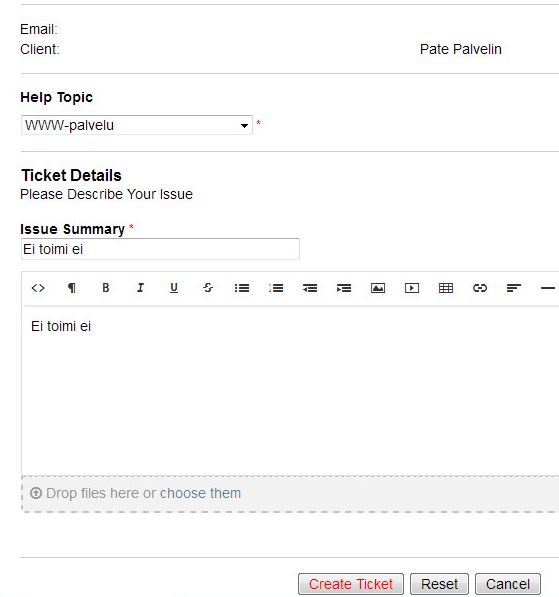 Email:
Client: Pate Palvelin
Help Topic
WWW-palvelu *
Ticket Details
Please Describe Your Issue
Issue Summary *
Ei toimi ei
<> ¶ B I U S
Ei toimi ei
Drop files here or choose them
Create Ticket Reset Cancel